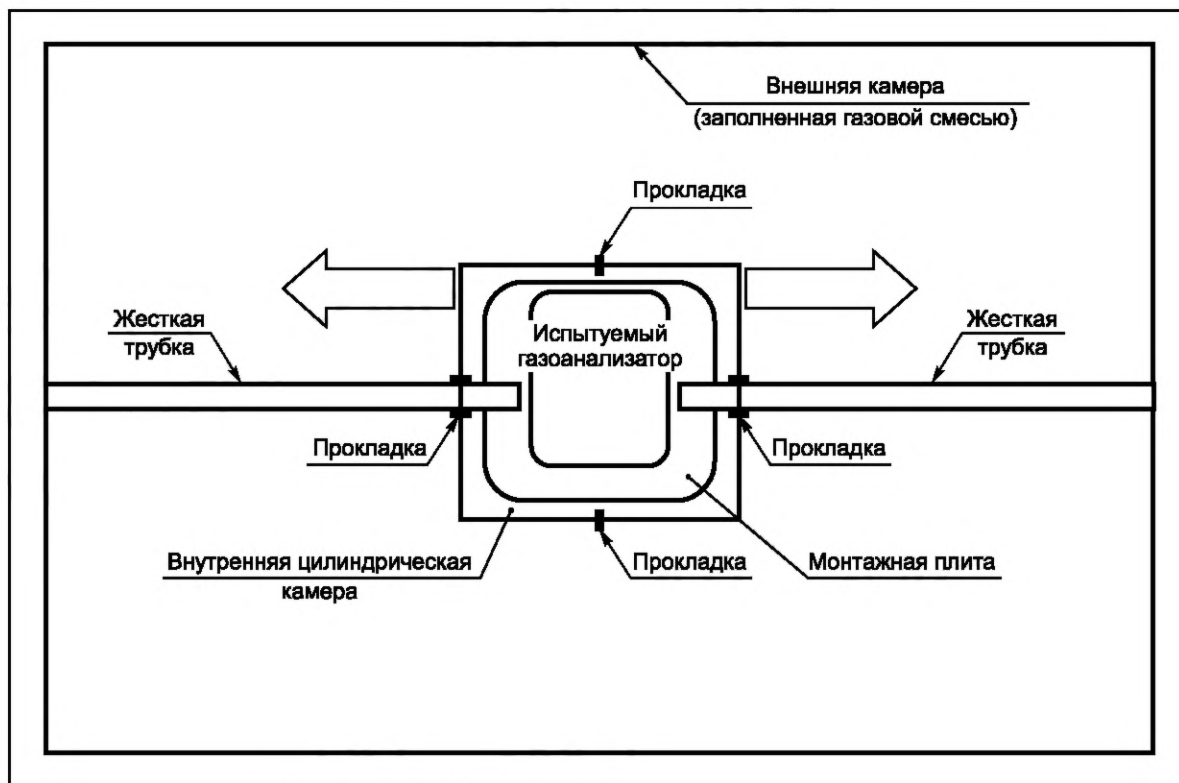 Внешняя камера
(заполненная газовой смесью)
Прокладка
Жесткая
трубка
Испытуемый
газоанализатор
Жесткая
трубка
Прокладка
Прокладка
Внутренняя цилиндрическая
камера
Прокладка
Монтажная плита